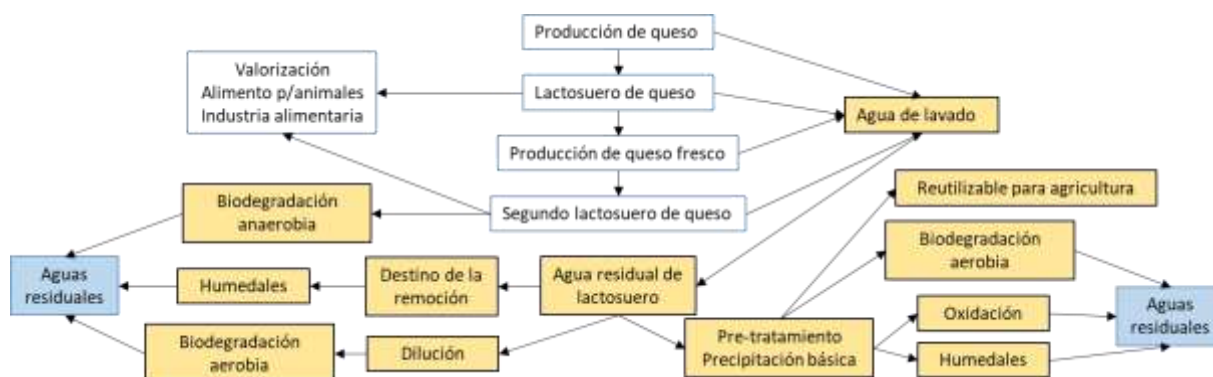 Producción de queso
Valorización
Alimento p/animales
Industria alimentaria
Lactosuero de queso
Agua de lavado
Producción de queso fresco
Reutilizable para agricultura
Biodegradación
anaerobia
Segundo lactosuero de queso
Biodegradación
aerobia
Aguas
residuales
Humedales
Destino de la
remoción
Agua residual de
lactosuero
Oxidación
Aguas
residuales
Biodegradación
aerobia
Dilución
Pre-tratamiento
Precipitación básica
Humedales